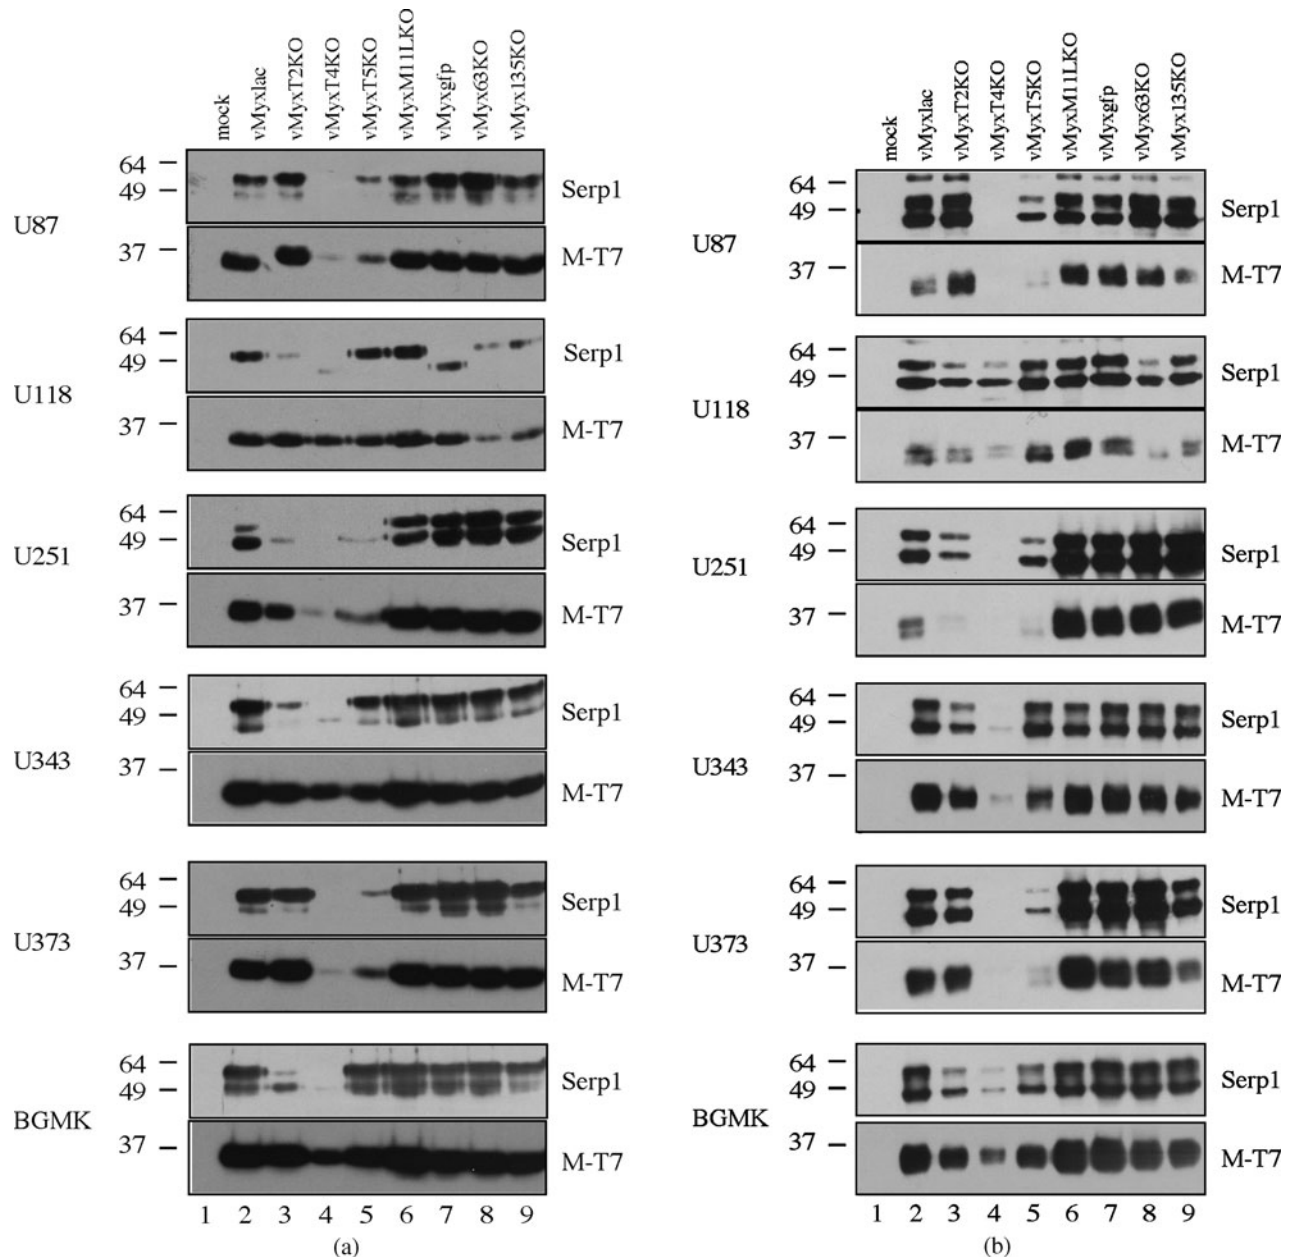 mock vMyxlac vMyxT2KO vMyxT4KO vMyxT5KO vMyxM11LKO vMyxgfp vMyx63KO vMyx135KO
U87
64
49
Serp1
37
M-T7
U118
64
49
Serp1
37
M-T7
U251
64
49
Serp1
37
M-T7
U343
64
49
Serp1
37
M-T7
U373
64
49
Serp1
37
M-T7
BGMK
64
49
Serp1
37
M-T7
1 2 3 4 5 6 7 8 9
(a)
mock vMyxlac vMyxT2KO vMyxT4KO vMyxT5KO vMyxM11LKO vMyxgfp vMyx63KO vMyx135KO
U87
64
49
Serp1
37
M-T7
U118
64
49
Serp1
37
M-T7
U251
64
49
Serp1
37
M-T7
U343
64
49
Serp1
37
M-T7
U373
64
49
Serp1
37
M-T7
BGMK
64
49
Serp1
37
M-T7
1 2 3 4 5 6 7 8 9
(b)